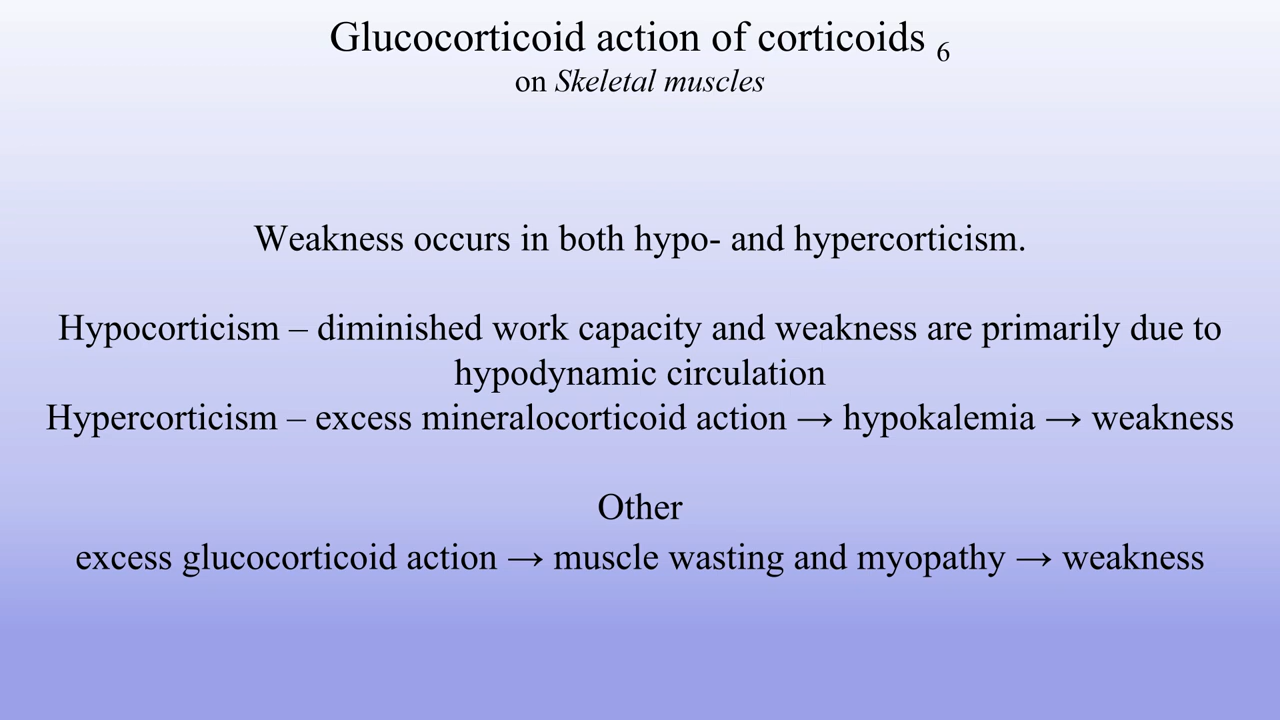 Glucocorticoid action of corticoids 6
on Skeletal muscles
Weakness occurs in both hypo- and hypercorticism.
Hypocorticism – diminished work capacity and weakness are primarily due to
hypodynamic circulation
Hypercorticism – excess mineralocorticoid action → hypokalemia → weakness
Other
excess glucocorticoid action → muscle wasting and myopathy → weakness